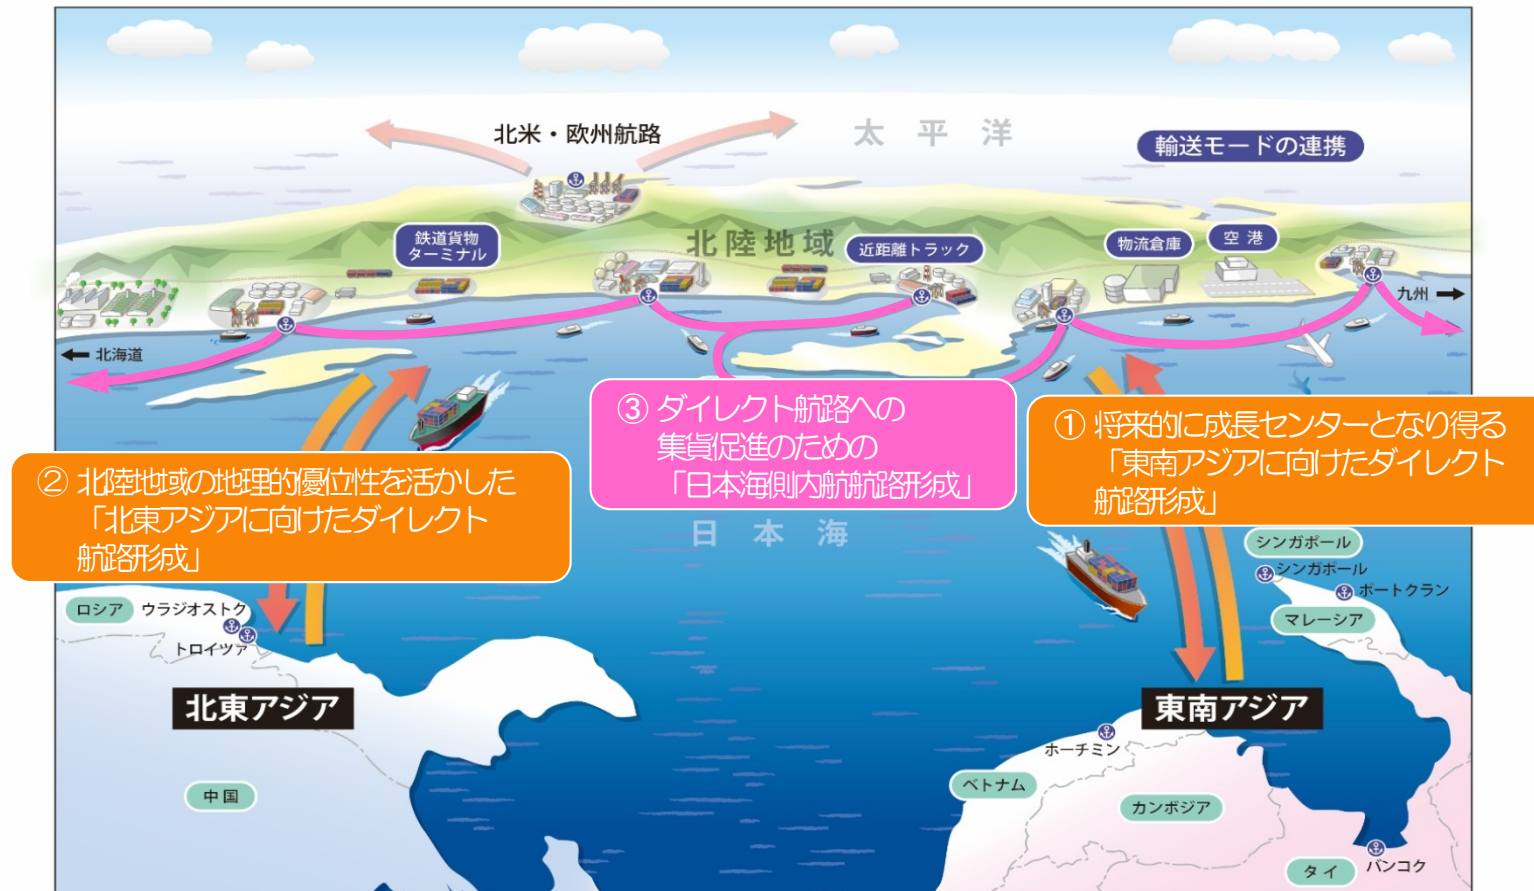 北米・欧州航路
太平洋
輸送モードの連携
鉄道貨物
ターミナル
北陸地域
近距離トラック
物流倉庫
空港
九州
北海道
③ ダイレクト航路への
集貨促進のための
「日本海側内航航路形成」
① 将来的に成長センターとなり得る
「東南アジアに向けたダイレクト
航路形成」
② 北陸地域の地理的優位性を活かした
「北東アジアに向けたダイレクト
航路形成」
日本海
シンガポール
シンガポール
ポートクラン
マレーシア
ロシア
ウラジオストク
トロイツァ
北東アジア
東南アジア
ホーチミン
ベトナム
中国
カンボジア
タイ
バンコク